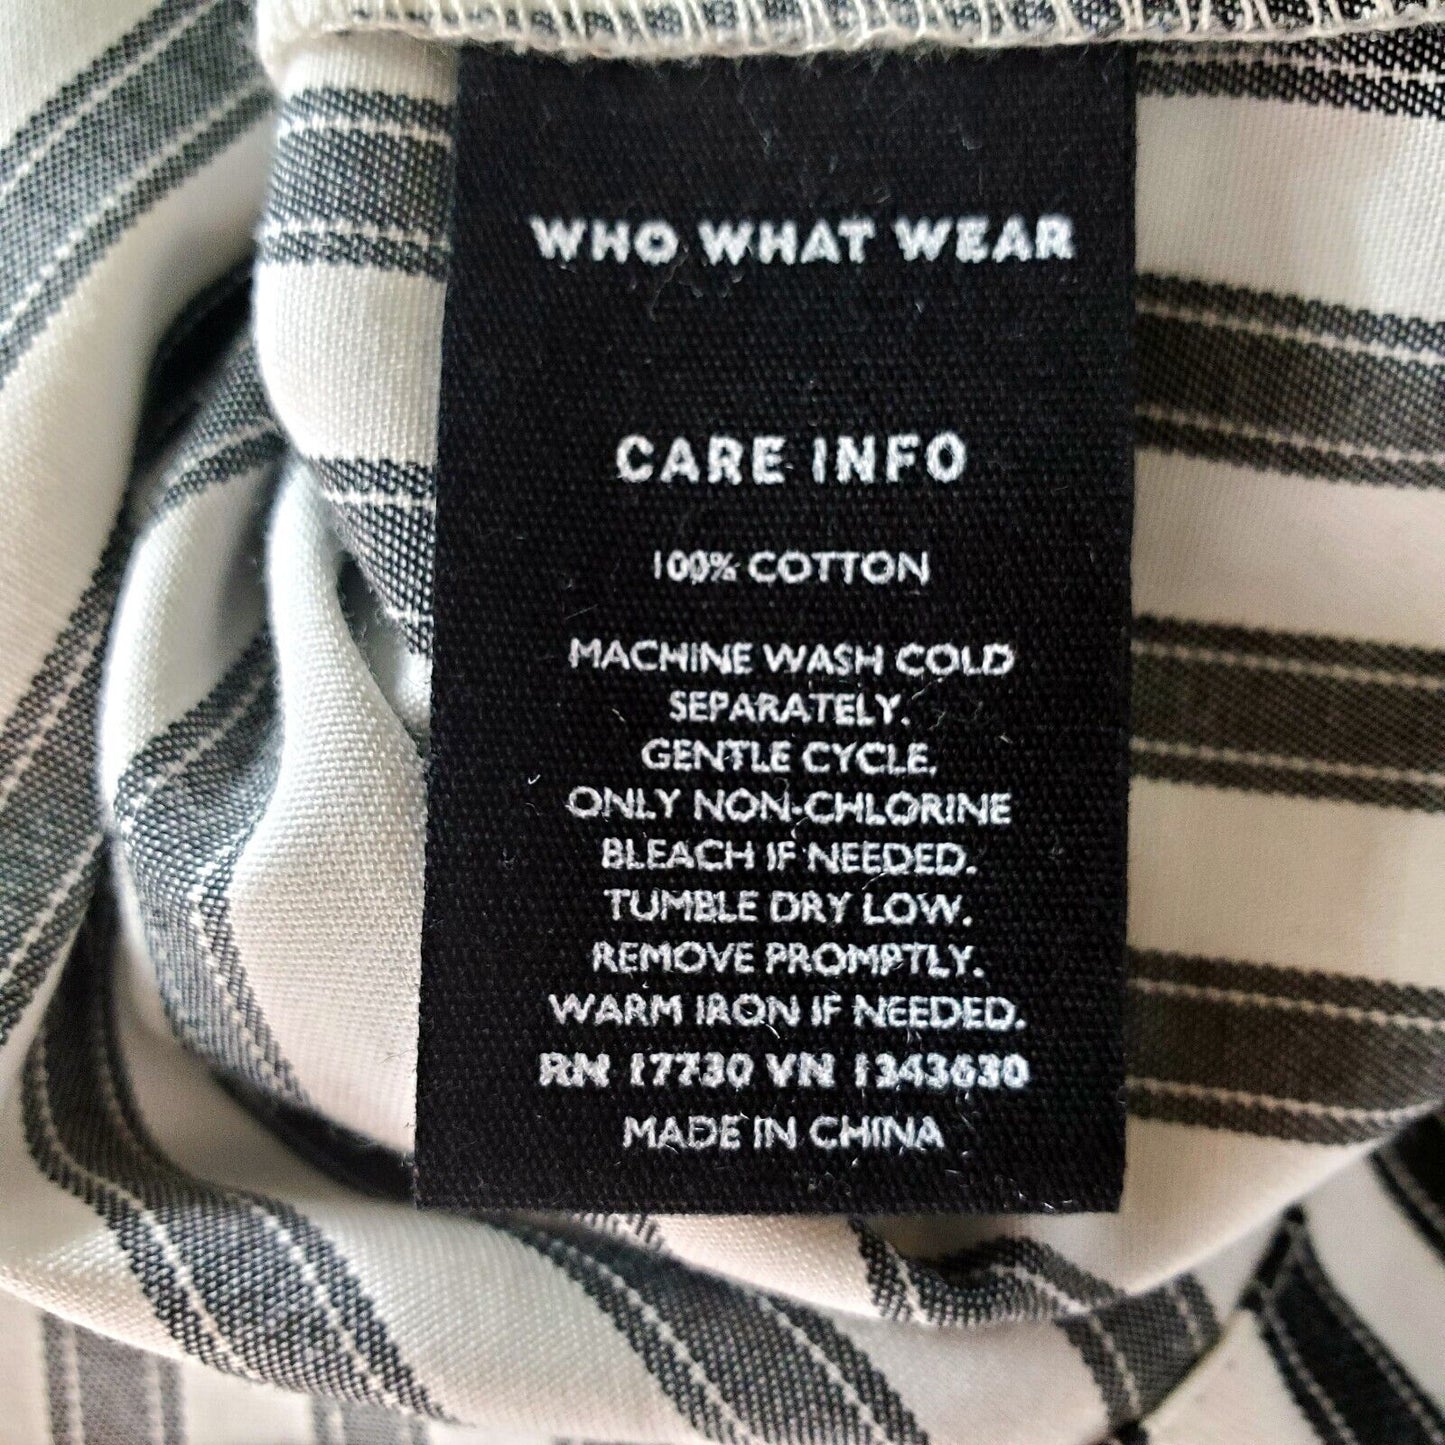 WHO WHAT WEAR
CARE INFO
100% COTTON
MACHINE WASH COLD
SEPARATELY.
GENTLE CYCLE.
ONLY NON-CHLORINE
BLEACH IF NEEDED.
TUMBLE DRY LOW.
REMOVE PROMPTLY.
WARM IRON IF NEEDED.
RN 17730 VN 1343630
MADE IN CHINA